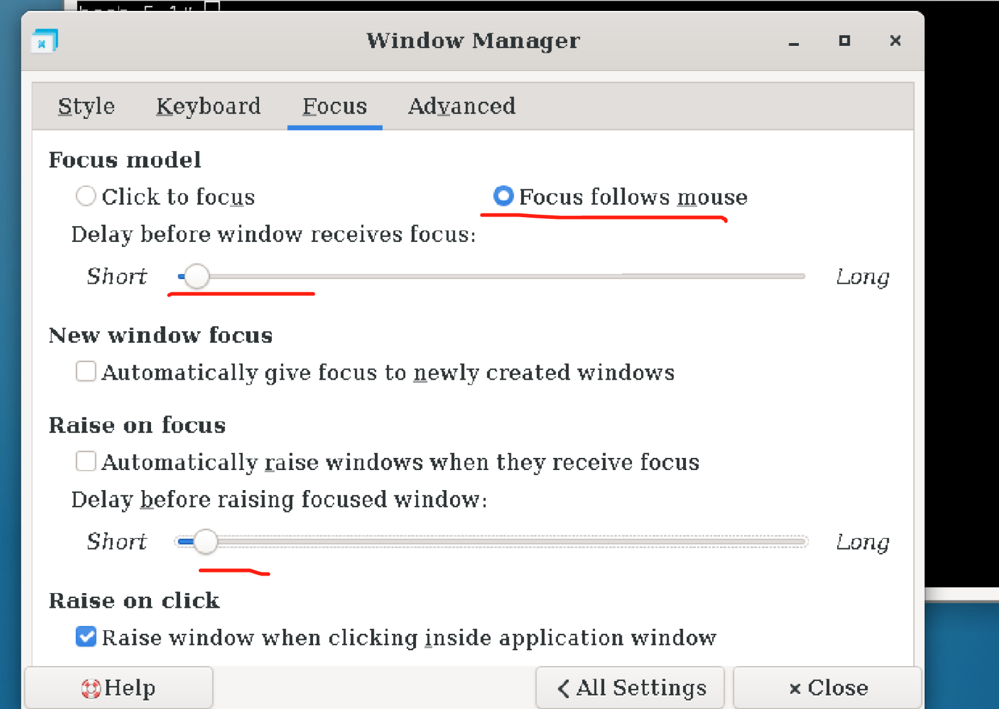 Window Manager
Style Keyboard Focus Advanced
Focus model
Click to focus Focus follows mouse
Delay before window receives focus:
Short Long
New window focus
Automatically give focus to newly created windows
Raise on focus
Automatically raise windows when they receive focus
Delay before raising focused window:
Short Long
Raise on click
Raise window when clicking inside application window
Help All Settings Close